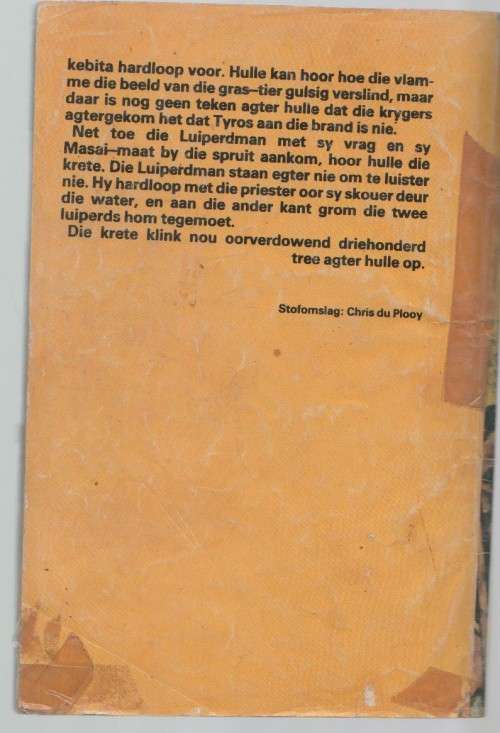 kebita hardloop voor. Hulle kan hoor hoe die vlam-
me die beeld van die gras-tier gulsig verslind, maar
daar is nog geen teken agter hulle dat die krygers
agtergekom het dat Tyros aan die brand is nie.
Net toe die Luiperdman met sy vrag en sy
Masai-maat by die spruit aankom, hoor hulle die
krete. Die Luiperdman staan egter nie om te luister
nie. Hy hardloop met die priester oor sy skouer deur
die water, en aan die ander kant grom die twee
luiperds hom tegemoet.
Die krete klink nou oorverdowend driehonderd
tree agter hulle op.
Stofomslag: Chris du Plooy